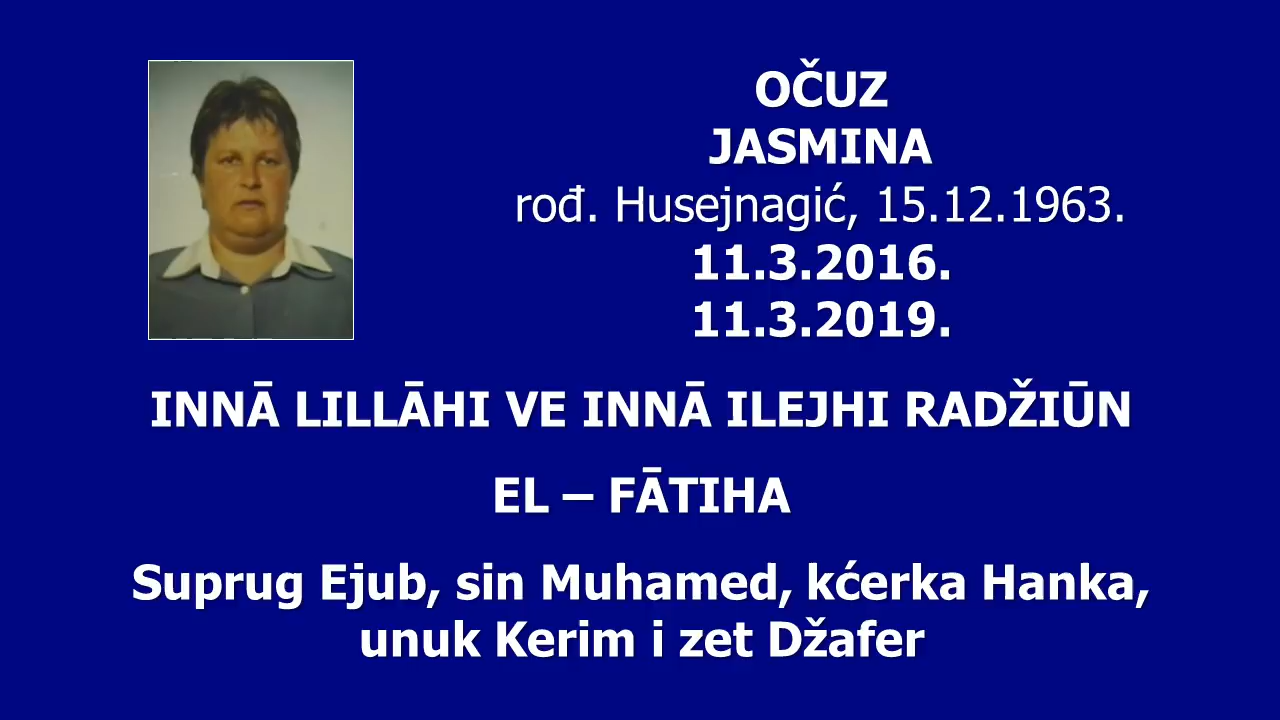 OČUZ
JASMINA
rođ. Husejnagić, 15.12.1963.
11.3.2016.
11.3.2019.
INNĀ LILLĀHI VE INNĀ ILEJHI RADŽIŪN
EL – FĀTIHA
Suprug Ejub, sin Muhamed, kćerka Hanka,
unuk Kerim i zet Džafer